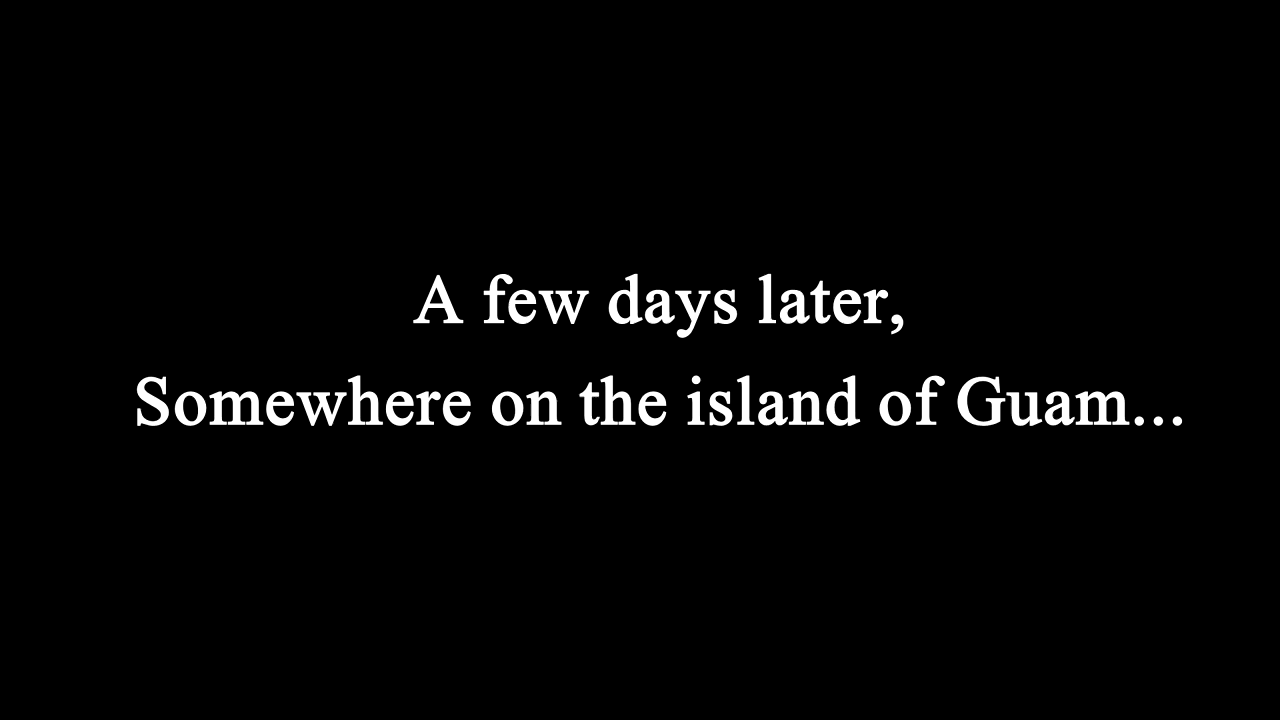 A few days later,
Somewhere on the island of Guam...